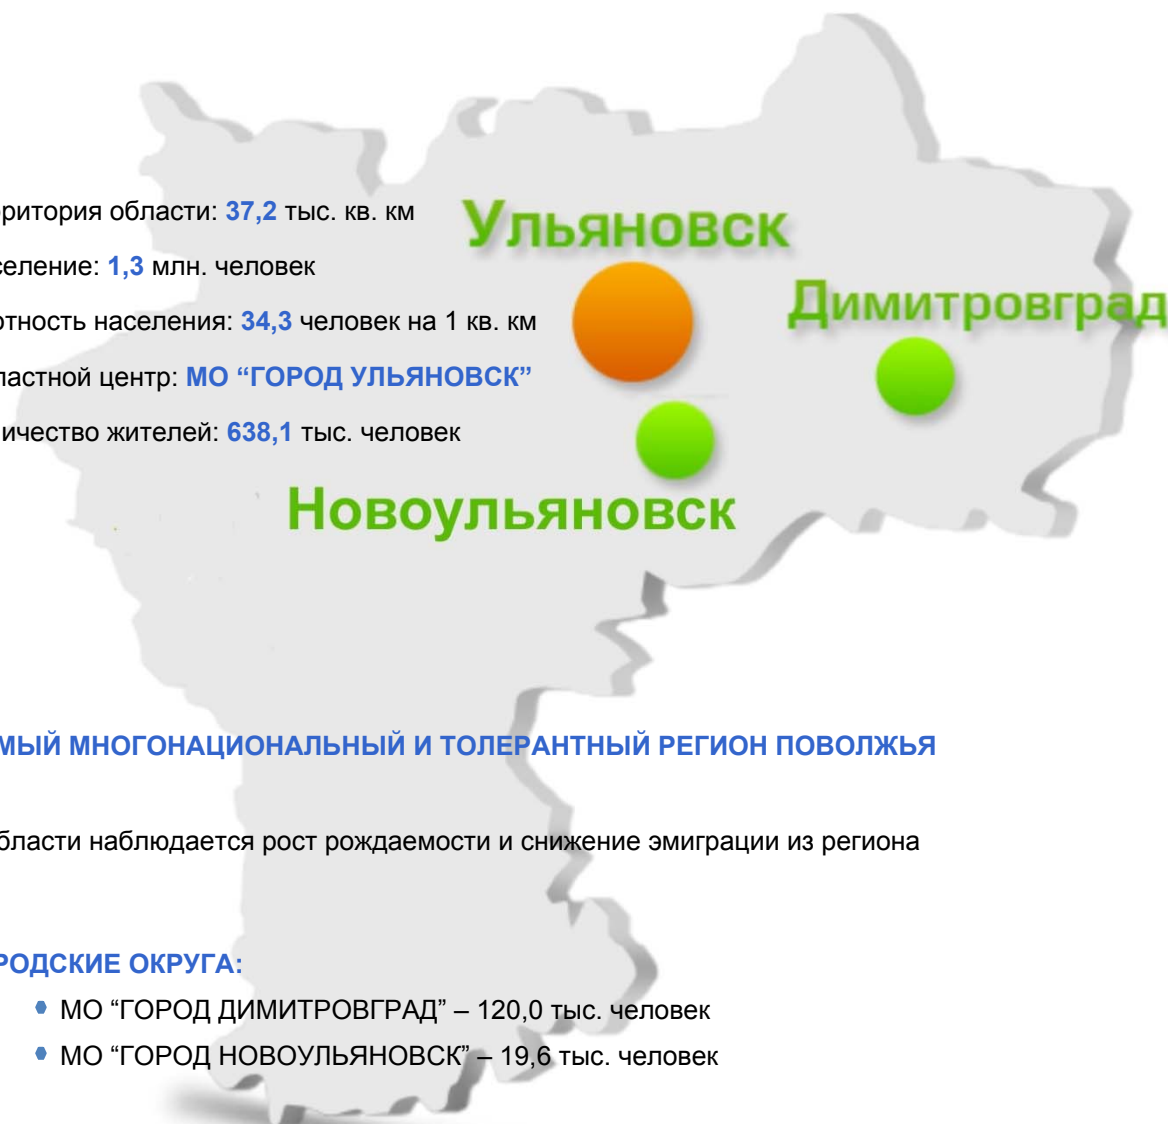 рритория области: 37,2 тыс. кв. км
Ульяновск
селение: 1,3 млн. человек
Димитровград
отность населения: 34,3 человек на 1 кв. км
ластной центр: МО “ГОРОД УЛЬЯНОВСК”
личество жителей: 638,1 тыс. человек
Новоульяновск
МЫЙ МНОГОНАЦИОНАЛЬНЫЙ И ТОЛЕРАНТНЫЙ РЕГИОН ПОВОЛЖЬЯ
бласти наблюдается рост рождаемости и снижение эмиграции из региона
РОДСКИЕ ОКРУГА:
МО “ГОРОД ДИМИТРОВГРАД” – 120,0 тыс. человек
МО “ГОРОД НОВОУЛЬЯНОВСК” – 19,6 тыс. человек